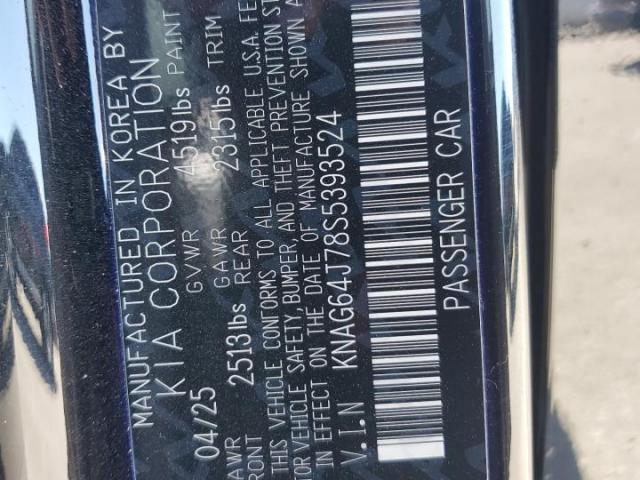 MANUFACTURED IN KOREA BY
KIA CORPORATION
04/25 GVWR 4519lbs PAINT
GAWR 2513lbs GAWR 2315lbs TRIM
FRONT REAR
THIS VEHICLE CONFORMS TO ALL APPLICABLE U.S.A. FE
MOTOR VEHICLE SAFETY, BUMPER, AND THEFT PREVENTION ST
IN EFFECT ON THE DATE OF MANUFACTURE SHOWN A
V.I.N KNAG64J78S5393524
PASSENGER CAR